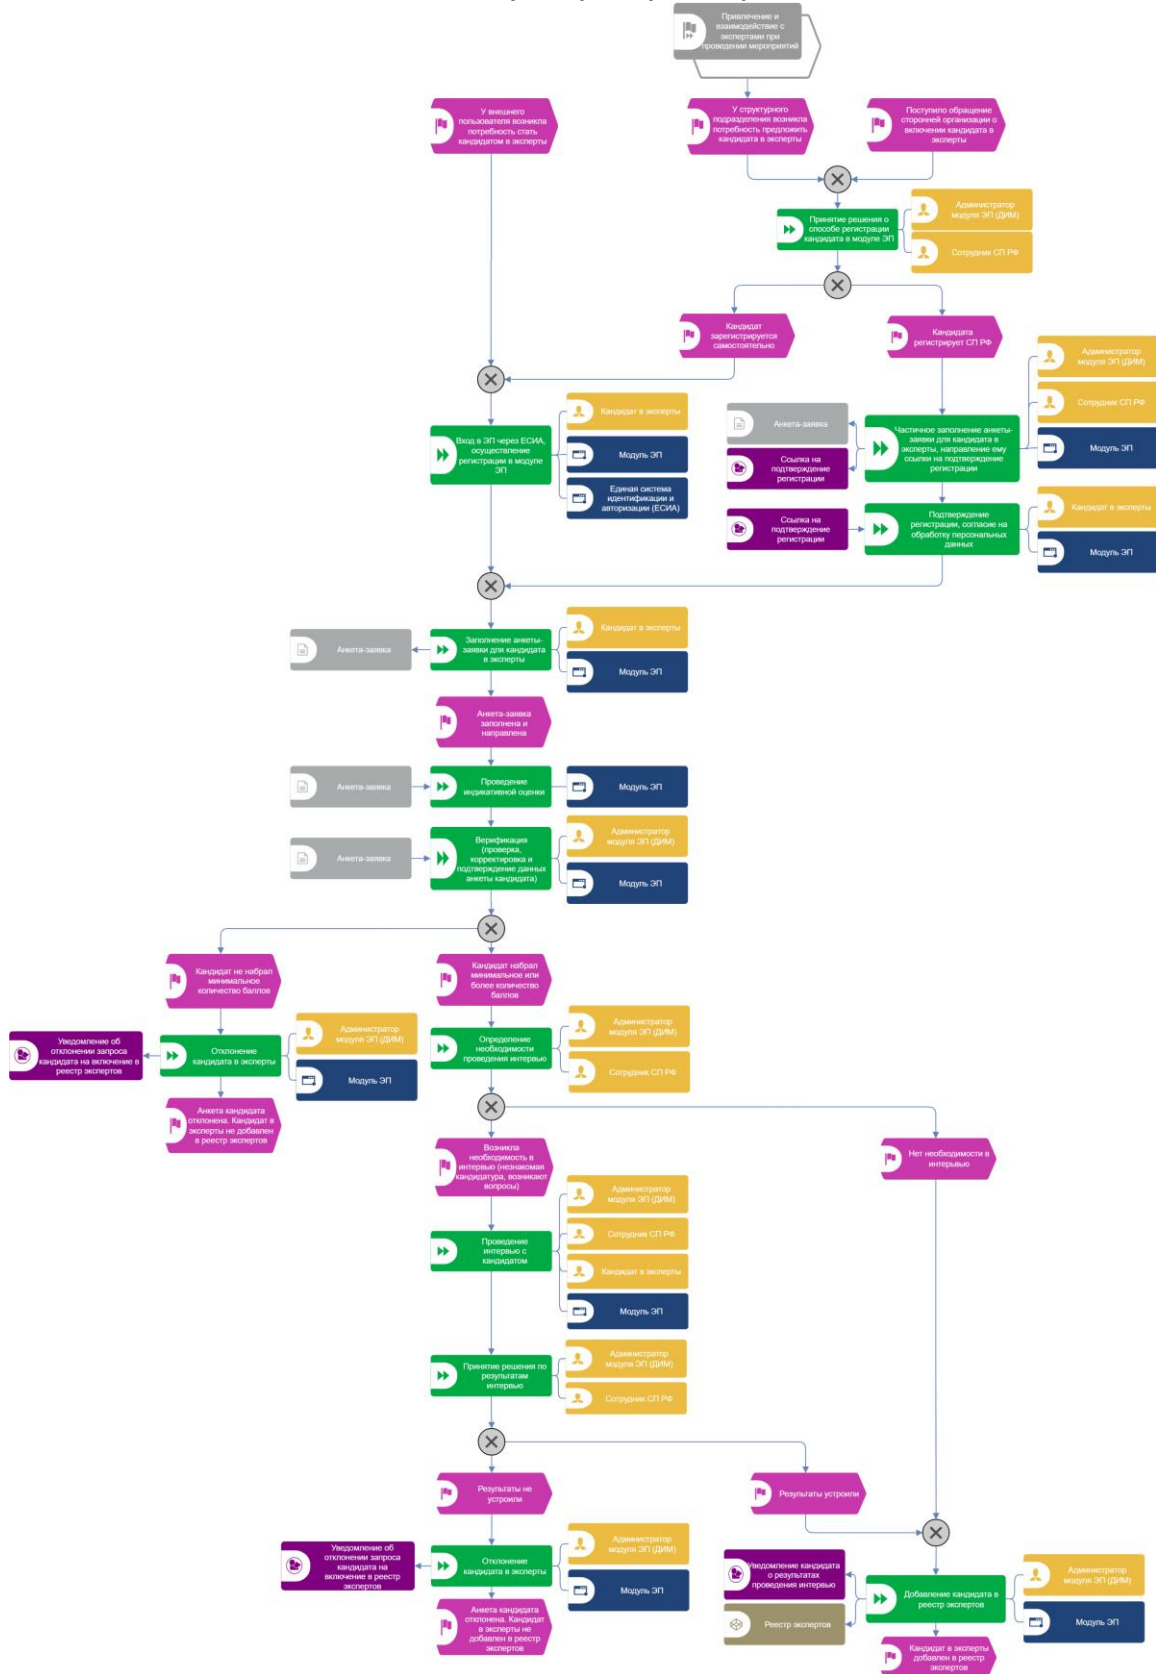 Привлечение и
взаимодействие с
экспертами при
проведении мероприятий
У внешнего
пользователя возникла
потребность стать
кандидатом в эксперты
У структурного
подразделения возникла
потребность предложить
кандидата в эксперты
Поступило обращение
сторонней организации о
включении кандидата в
эксперты
Принятие решения о
способе регистрации
кандидата в модуле ЭП
Администратор
модуля ЭП (ДИМ)
Сотрудник СП РФ
Кандидат
зарегистрируется
самостоятельно
Кандидата
регистрирует СП РФ
Администратор
модуля ЭП (ДИМ)
Сотрудник СП РФ
Модуль ЭП
Анкета-заявка
Ссылка на
подтверждение
регистрации
Частичное заполнение анкеты-
заявки для кандидата в
эксперты, направление ему
ссылки на подтверждение
регистрации
Вход в ЭП через ЕСИА,
осуществление
регистрации в модуле
ЭП
Кандидат в эксперты
Модуль ЭП
Единая система
идентификации и
авторизации (ЕСИА)
Ссылка на
подтверждение
регистрации
Подтверждение
регистрации, согласие на
обработку персональных
данных
Кандидат в эксперты
Модуль ЭП
Анкета-заявка
Заполнение анкеты-
заявки для кандидата
в эксперты
Кандидат в эксперты
Модуль ЭП
Анкета-заявка
заполнена и
направлена
Анкета-заявка
Проведение
индикативной оценки
Модуль ЭП
Анкета-заявка
Верификация
(проверка,
корректировка и
подтверждение данных
анкеты кандидата)
Администратор
модуля ЭП (ДИМ)
Модуль ЭП
Кандидат не набрал
минимальное
количество баллов
Кандидат набрал
минимальное или
более количество
баллов
Уведомление об
отклонении запроса
кандидата на включение в
реестр экспертов
Отклонение
кандидата в эксперты
Администратор
модуля ЭП (ДИМ)
Модуль ЭП
Определение
необходимости
проведения интервью
Администратор
модуля ЭП (ДИМ)
Сотрудник СП РФ
Анкета кандидата
отклонена. Кандидат в
эксперты не добавлен
в реестр экспертов
Возникла
необходимость в
интервью (незнакомая
кандидатура, возникают
вопросы)
Нет необходимости в
интервью
Проведение
интервью с
кандидатом
Администратор
модуля ЭП (ДИМ)
Сотрудник СП РФ
Кандидат в эксперты
Модуль ЭП
Принятие решения по
результатам
интервью
Администратор
модуля ЭП (ДИМ)
Сотрудник СП РФ
Результаты не
устроили
Результаты устроили
Уведомление об
отклонении запроса
кандидата на
включение в реестр
экспертов
Отклонение
кандидата в эксперты
Администратор
модуля ЭП (ДИМ)
Модуль ЭП
Уведомление кандидата
о результатах
проведения интервью
Реестр экспертов
Добавление кандидата в
реестр экспертов
Администратор
модуля ЭП (ДИМ)
Модуль ЭП
Анкета кандидата
отклонена. Кандидат
в эксперты не
добавлен в реестр
экспертов
Кандидат в эксперты
добавлен в реестр
экспертов